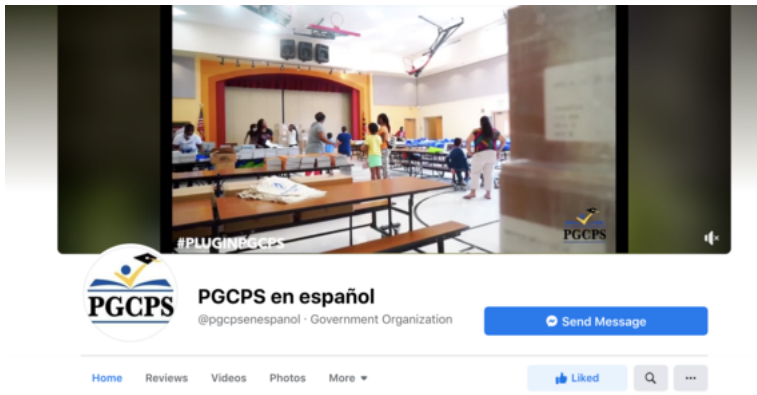 #PLUGINPGCPS
PGCPS
PGCPS
PGCPS en español
@pgcpsenespanol · Government Organization
Send Message
Home Reviews Videos Photos More
Liked